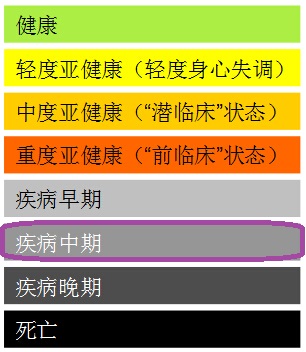 健康
轻度亚健康（轻度身心失调）
中度亚健康（“潜临床”状态）
重度亚健康（“前临床”状态）
疾病早期
疾病中期
疾病晚期
死亡